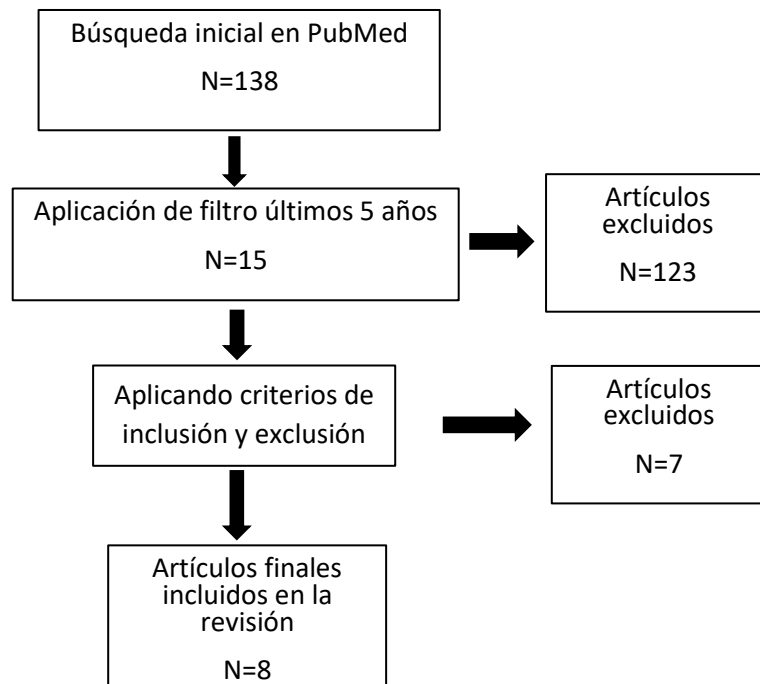 Búsqueda inicial en PubMed
N=138
Aplicación de filtro últimos 5 años
N=15
Artículos
excluidos
N=123
Aplicando criterios de
inclusión y exclusión
Artículos
excluidos
N=7
Artículos finales
incluidos en la
revisión
N=8